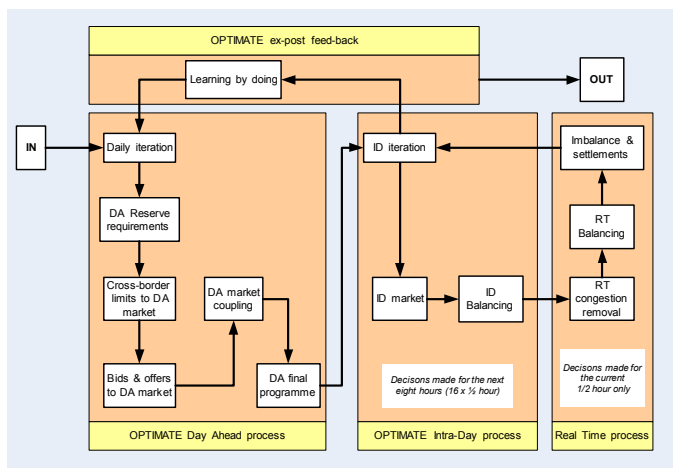 OPTIMATE ex-post feed-back
Learning by doing
OUT
IN
Daily iteration
ID iteration
Imbalance &
settlements
DA Reserve
requirements
RT
Balancing
Cross-border
limits to DA
market
DA market
coupling
ID market
ID
Balancing
RT
congestion
removal
Bids & offers
to DA market
DA final
programme
Decisons made for the next
eight hours (16 x ½ hour)
Decisons made for
the current
1/2 hour only
OPTIMATE Day Ahead process
OPTIMATE Intra-Day process
Real Time process